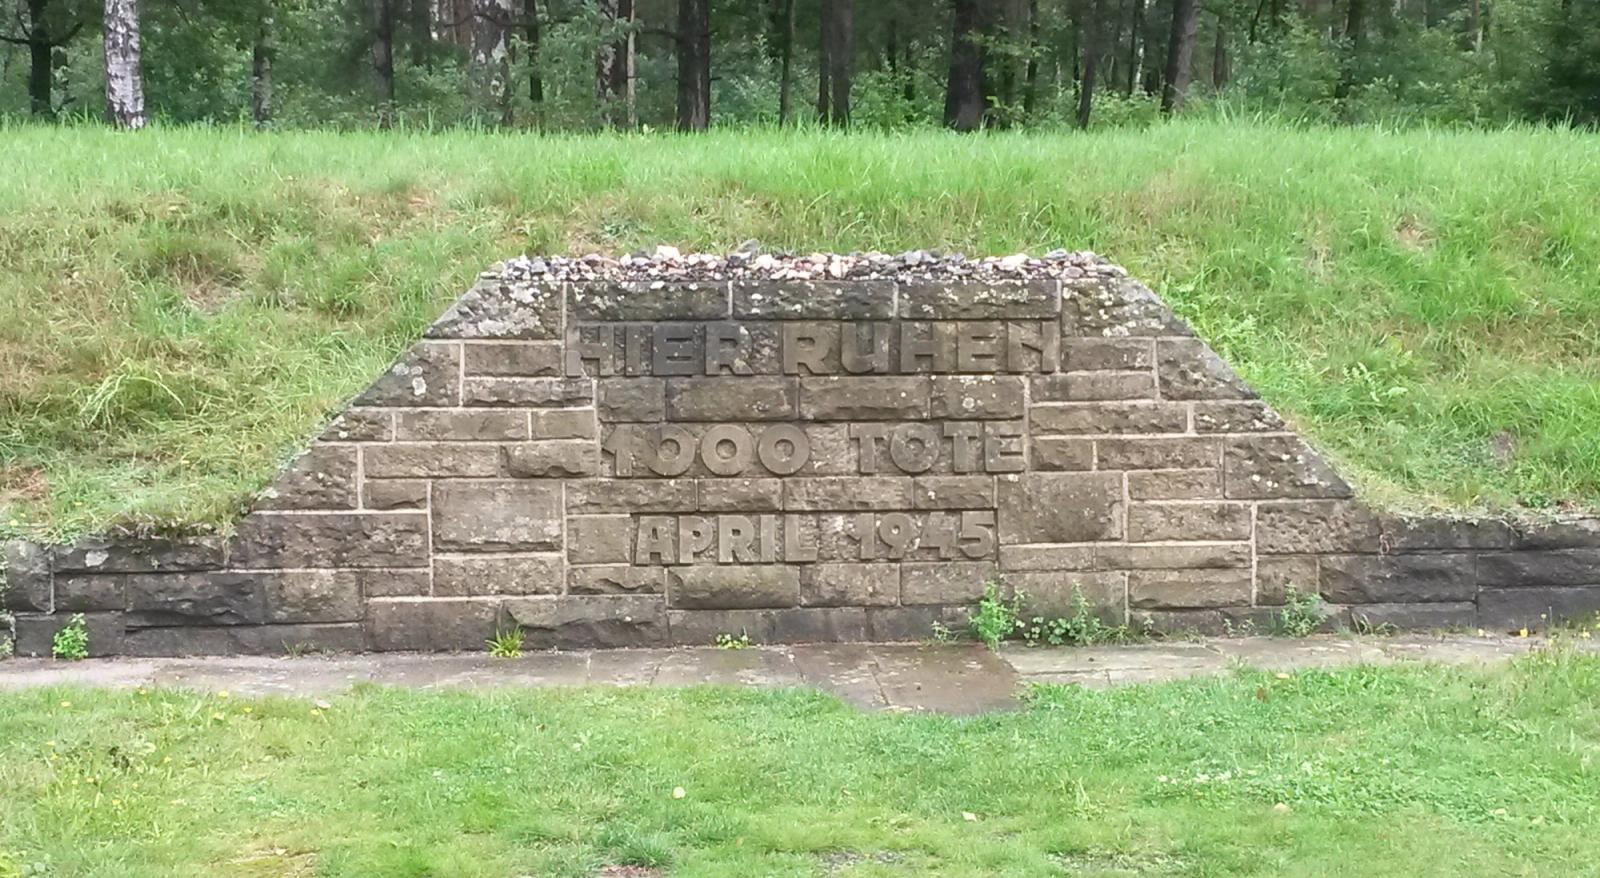 HIER RUHEN
1000 TOTE
APRIL 1945